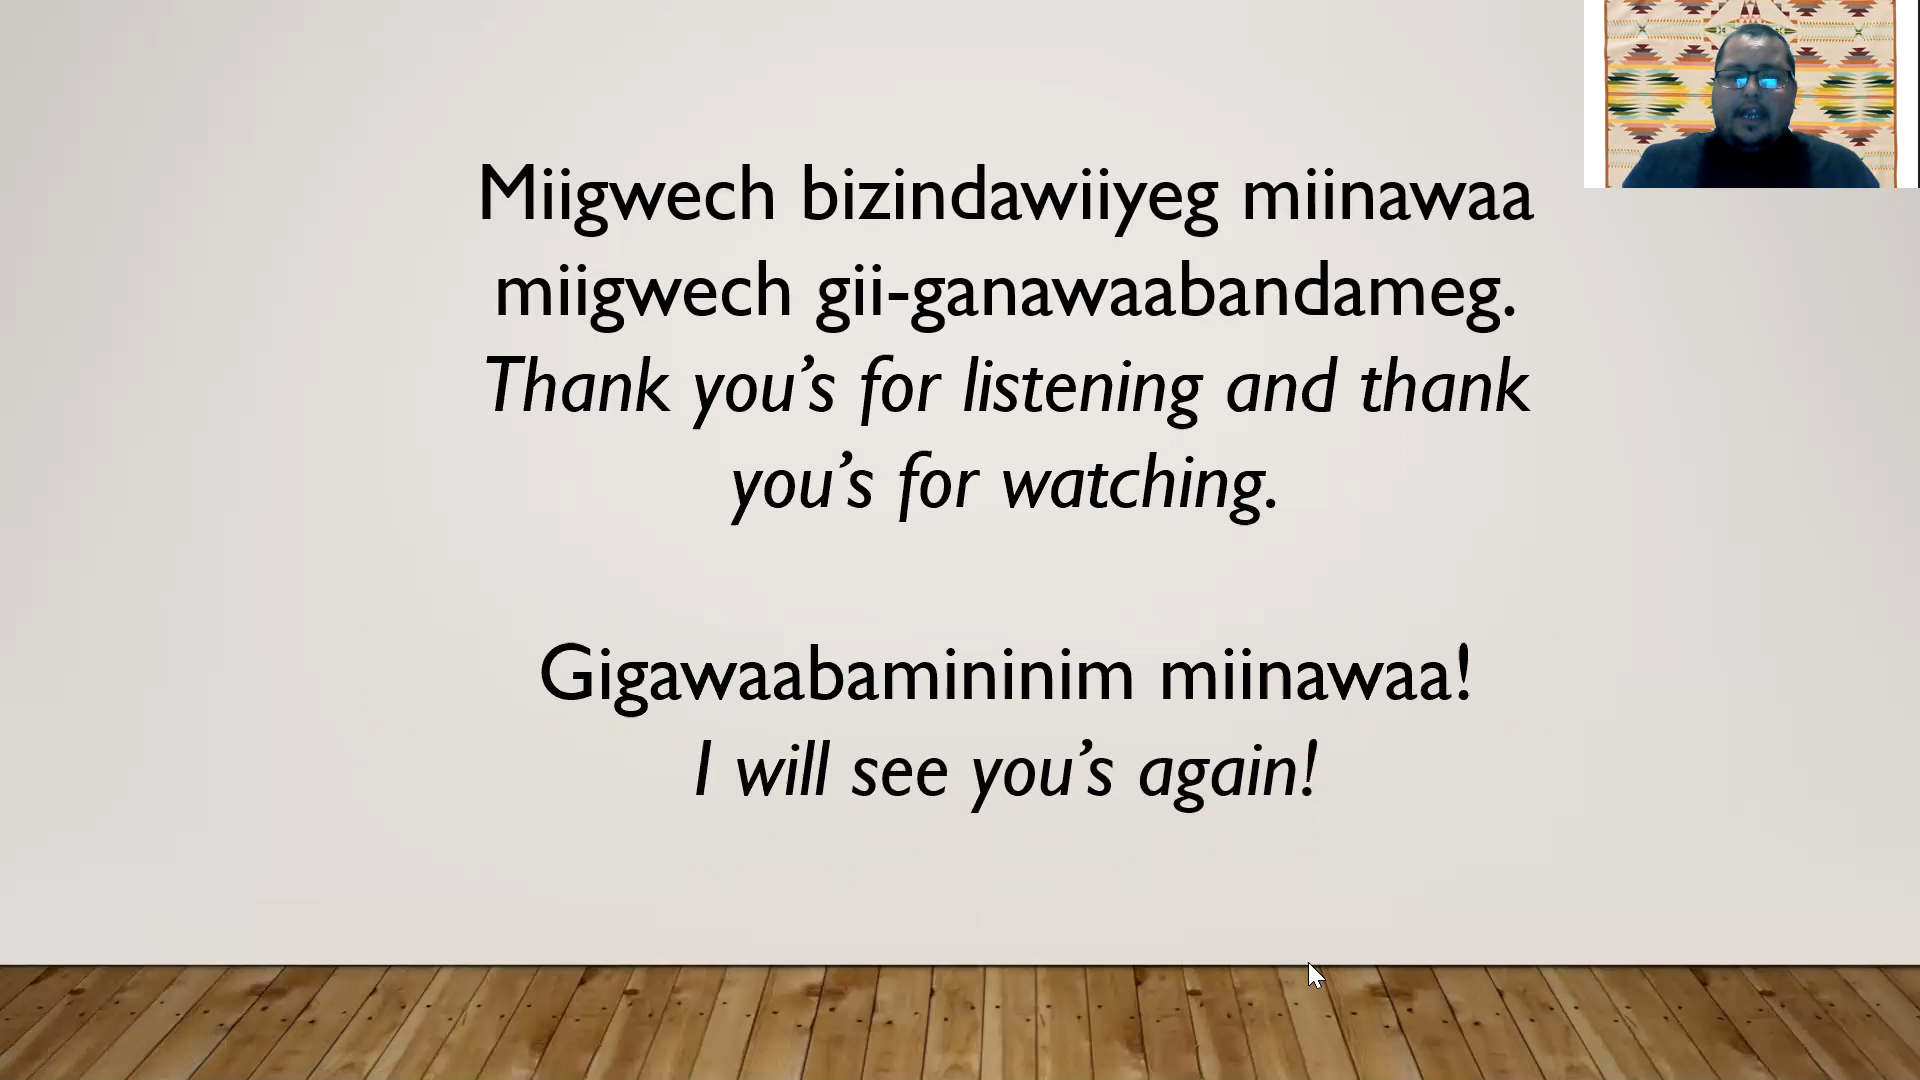 Miigwech bizindawiiyeg miinawaa
miigwech gii-ganawaabandameg.
Thank you’s for listening and thank
you’s for watching.
Gigawaabamininim miinawaa!
I will see you’s again!